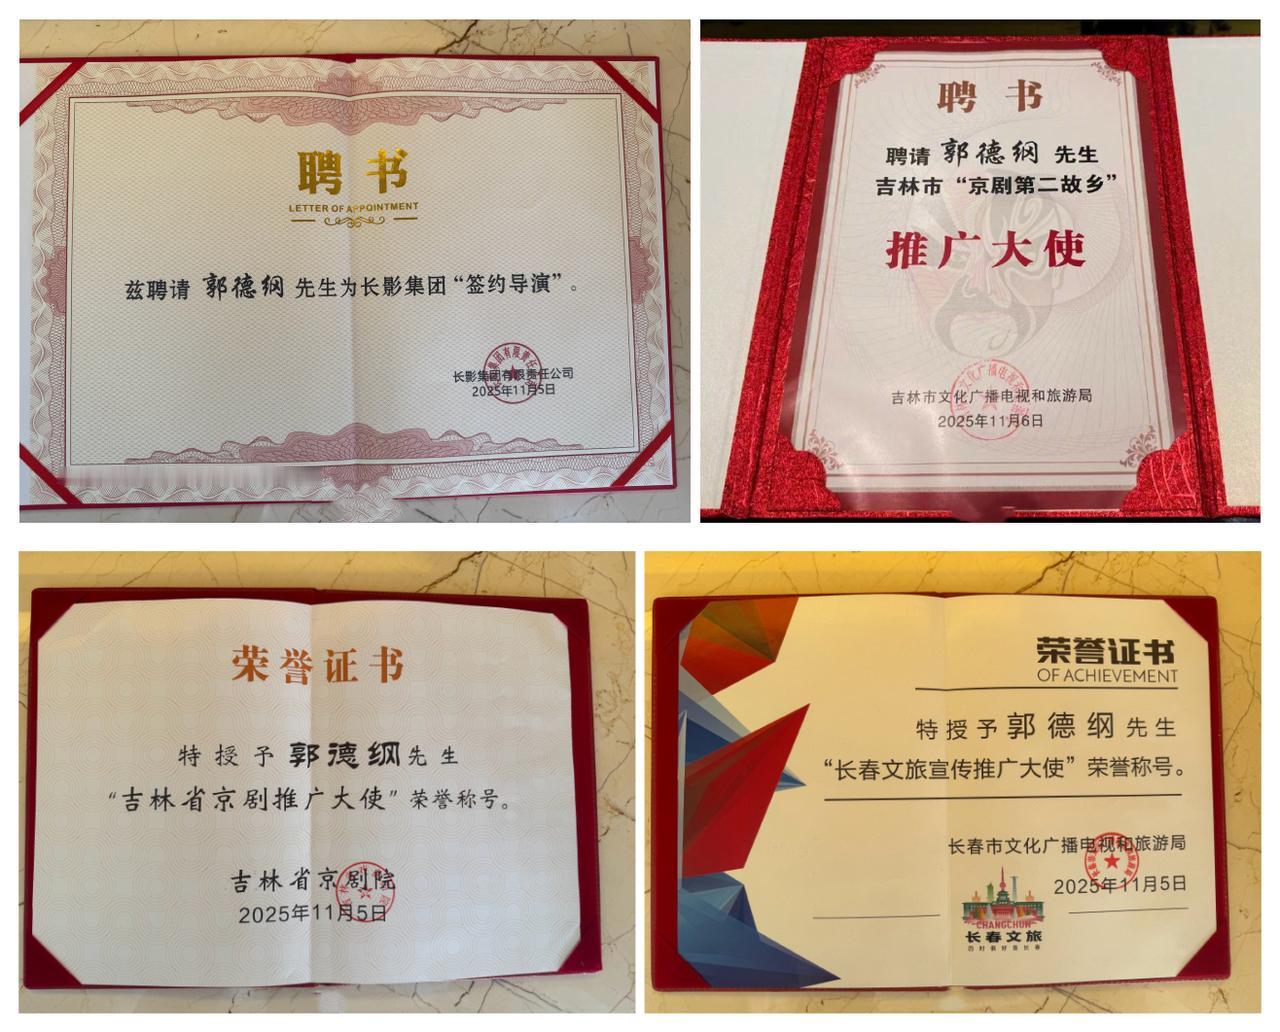 聘书
LETTER OF APPOINTMENT
兹聘请 郭德纲 先生为长影集团“签约导演”。
长影集团有限责任公司
2025年11月5日
聘书
聘请 郭德纲 先生
吉林市“京剧第二故乡”
推广大使
吉林市文化广播电视和旅游局
2025年11月6日
荣誉证书
特授予郭德纲先生
“吉林省京剧推广大使”荣誉称号。
吉林省京剧院
2025年11月5日
荣誉证书
OF ACHIEVEMENT
特授予郭德纲先生
“长春文旅宣传推广大使”荣誉称号。
长春市文化广播电视和旅游局
2025年11月5日
CHANGCHUN
长春文旅